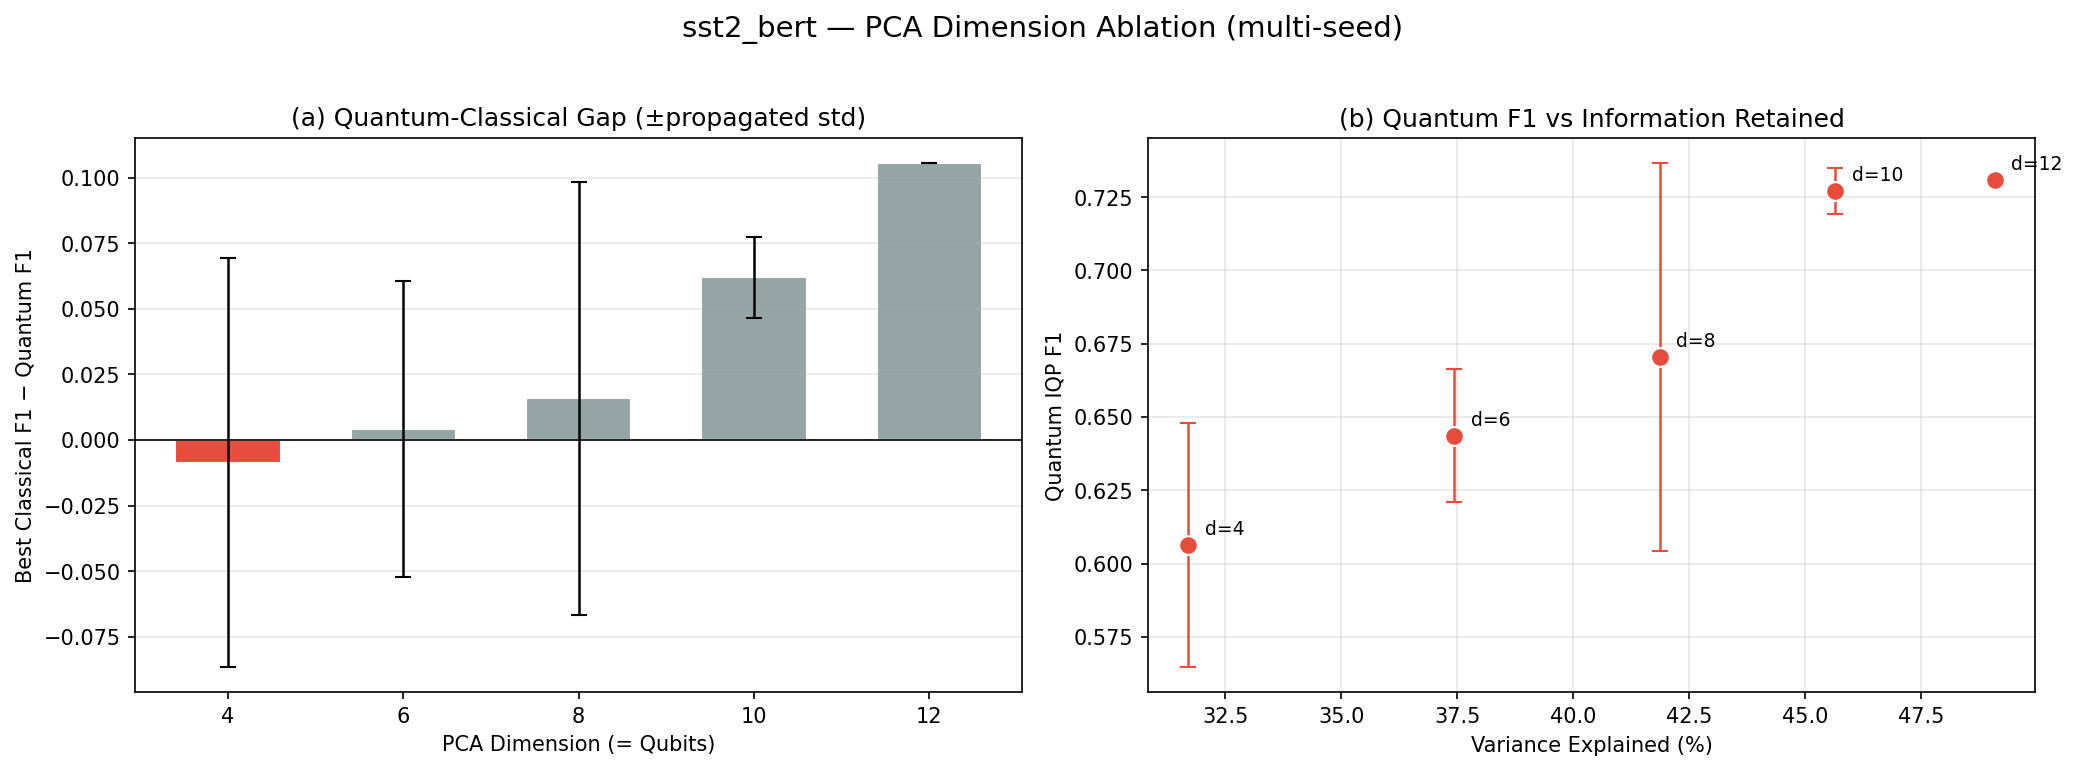 sst2_bert — PCA Dimension Ablation (multi-seed)
(a) Quantum-Classical Gap (±propagated std)
Best Classical F1 − Quantum F1
0.100
0.075
0.050
0.025
0.000
−0.025
−0.050
−0.075
4 6 8 10 12
PCA Dimension (= Qubits)
(b) Quantum F1 vs Information Retained
Quantum IQP F1
0.725
0.700
0.675
0.650
0.625
0.600
0.575
d=4
d=6
d=8
d=10
d=12
32.5 35.0 37.5 40.0 42.5 45.0 47.5
Variance Explained (%)